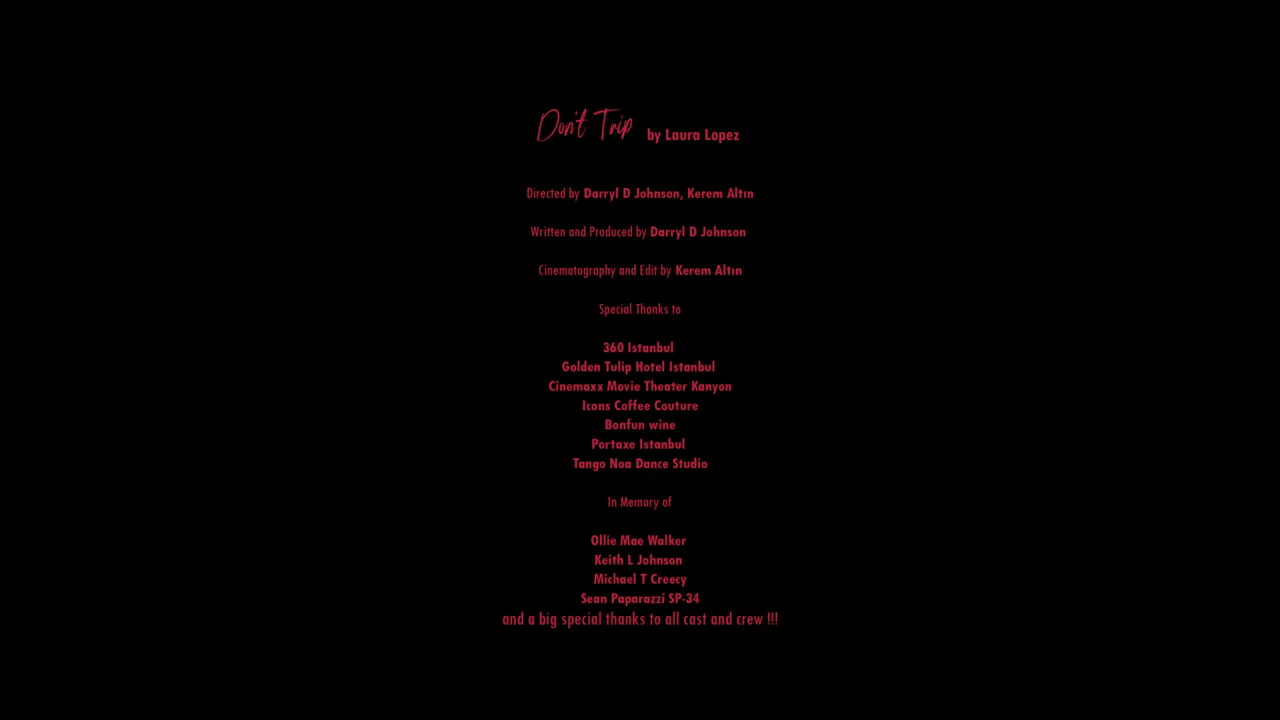 Don't Trip by Laura Lopez
Directed by Darryl D Johnson, Kerem Altın
Written and Produced by Darryl D Johnson
Cinematography and Edit by Kerem Altın
Special Thanks to
360 Istanbul
Golden Tulip Hotel Istanbul
Cinemaxx Movie Theater Kanyon
Icons Coffee Couture
Bonfun wine
Portaxe Istanbul
Tango Noa Dance Studio
In Memory of
Ollie Mae Walker
Keith L Johnson
Michael T Creecy
Sean Paparazzi SP-34
and a big special thanks to all cast and crew !!!